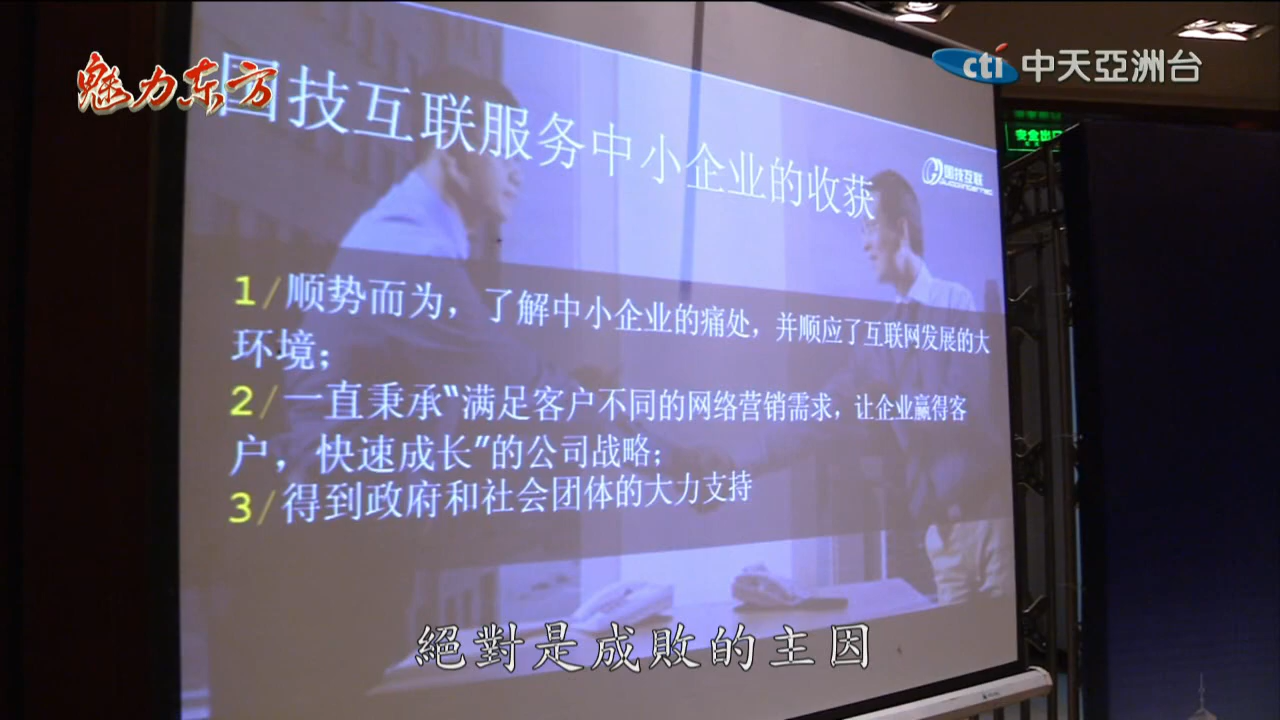 魅力东方
cti 中天亞洲台
安全出口
国技互联服务中小企业的收获
国技互联
1/顺势而为，了解中小企业的痛处，并顺应了互联网发展的大
环境；
2/一直秉承“满足客户不同的网络营销需求，让企业赢得客
户，快速成长”的公司战略；
3/得到政府和社会团体的大力支持
絕對是成敗的主因